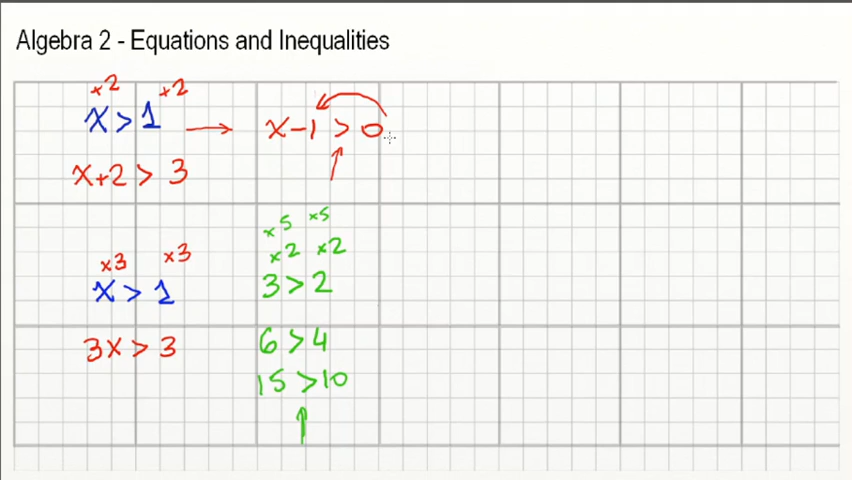 Algebra 2 - Equations and Inequalities
+2 +2
x > 1 → x-1 > 0
x+2 > 3
×5 ×5
×2 ×2
3 > 2
×3 ×3
x > 1
6 > 4
3x > 3
15 > 10